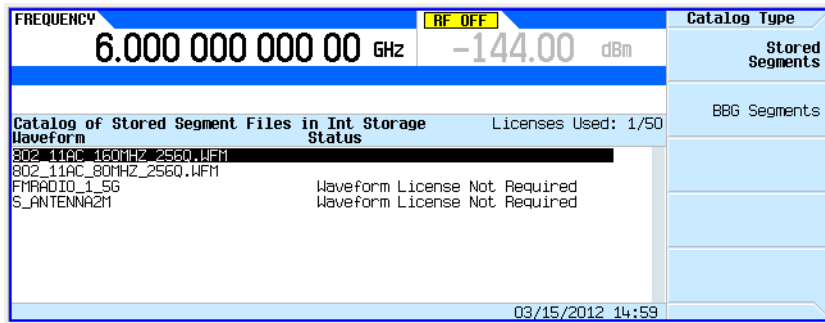 FREQUENCY
RF OFF
Catalog Type
6.000 000 000 00 GHz
-144.00 dBm
Stored
Segments
BBG Segments
Catalog of Stored Segment Files in Int Storage
Licenses Used: 1/50
Waveform Status
802_11AC_160MHZ_256Q.WFM
802_11AC_80MHZ_256Q.WFM
FMRADIO_1_5G Waveform License Not Required
S_ANTENNA2M Waveform License Not Required
03/15/2012 14:59